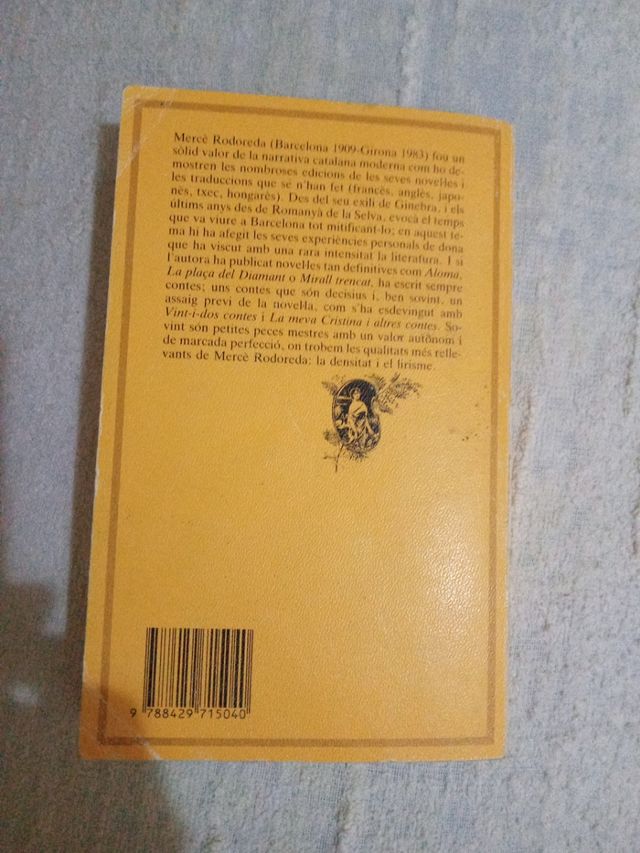 Mercè Rodoreda (Barcelona 1909-Girona 1983) fou un
sòlid valor de la narrativa catalana moderna com ho de-
mostren les nombroses edicions de les seves novel·les i
les traduccions que se n'han fet (francès, anglès, japo-
nès, txec, hongarès). Des del seu exili de Ginebra, i els
últims anys des de Romanyà de la Selva, evocà el temps
que va viure a Barcelona tot mitificant-lo; en aquest te-
ma hi ha afegit les seves experiències personals de dona
que ha viscut amb una rara intensitat la literatura. I si
l'autora ha publicat novel·les tan definitives com Aloma,
La plaça del Diamant o Mirall trencat, ha escrit sempre
contes; uns contes que són decisius i, ben sovint, un
assaig previ de la novel·la, com s'ha esdevingut amb
Vint-i-dos contes i La meva Cristina i altres contes. So-
vint són petites peces mestres amb un valor autònom i
de marcada perfecció, on trobem les qualitats més relle-
vants de Mercè Rodoreda: la densitat i el lirisme.
9 788429 715040